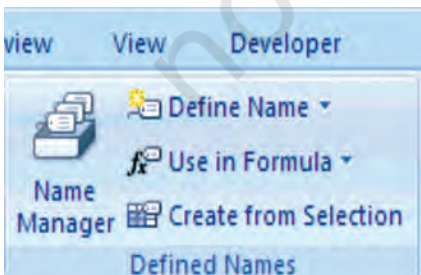 view View Developer
Define Name
Use in Formula
Name Manager
Create from Selection
Defined Names